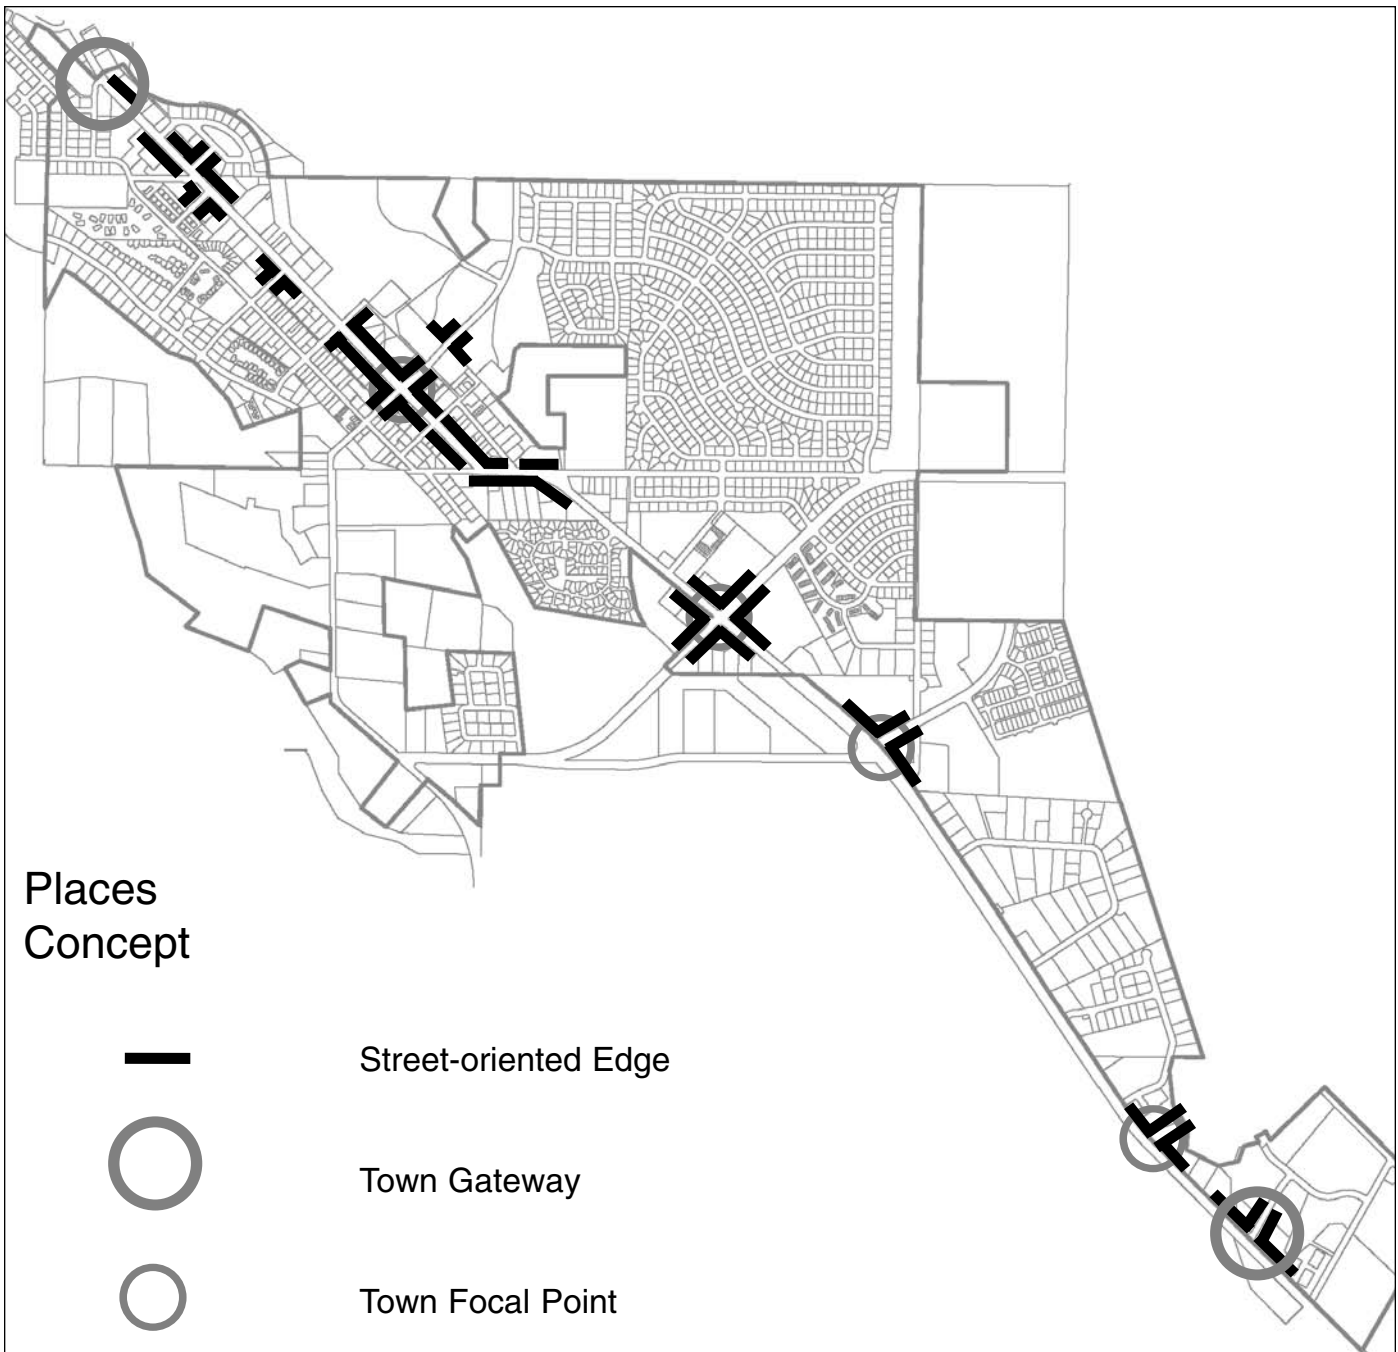 Places
Concept
Street-oriented Edge
Town Gateway
Town Focal Point